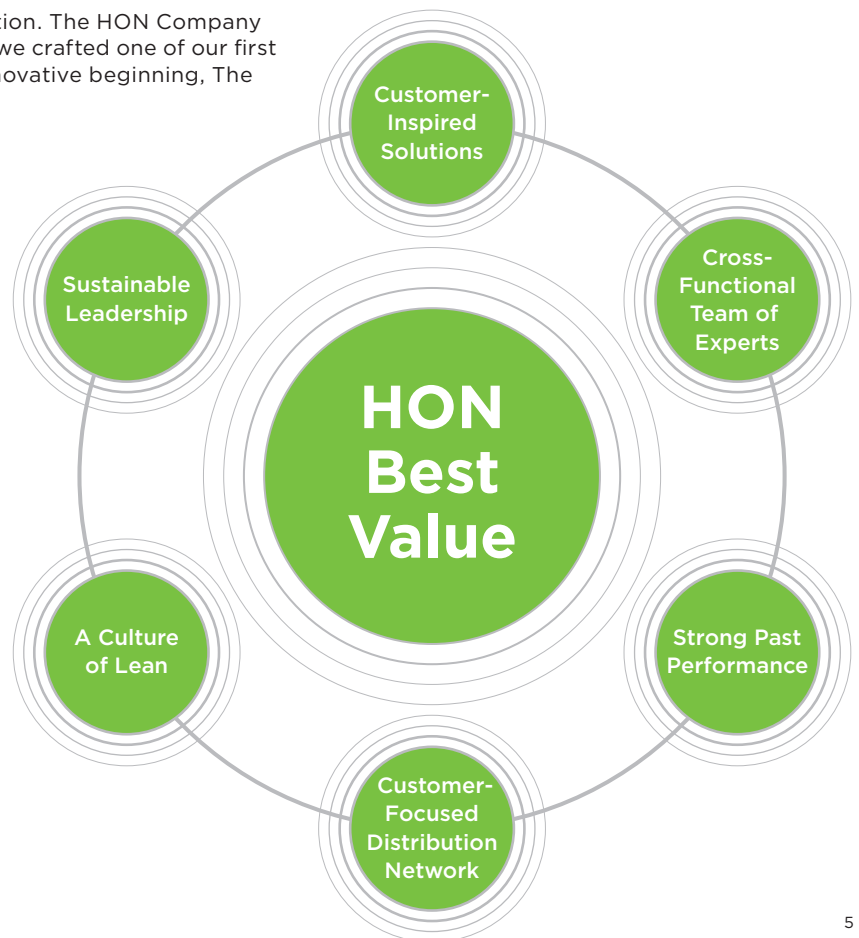 tion. The HON Company
we crafted one of our first
novative beginning, The
Customer-
Inspired
Solutions
Cross-
Functional
Team of
Experts
Strong Past
Performance
Customer-
Focused
Distribution
Network
A Culture
of Lean
Sustainable
Leadership
HON
Best
Value
5